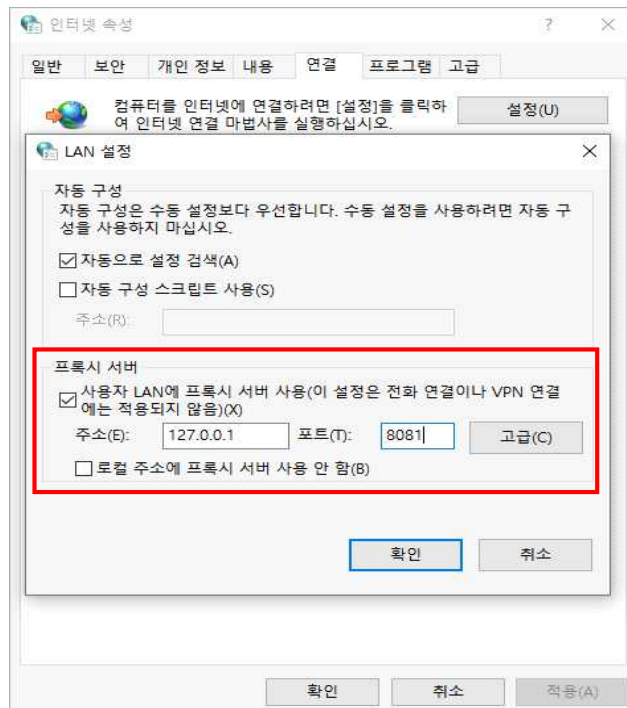 인터넷 속성
일반 보안 개인 정보 내용 연결 프로그램 고급
컴퓨터를 인터넷에 연결하려면 [설정]을 클릭하
여 인터넷 연결 마법사를 실행하십시오.
설정(U)
LAN 설정
자동 구성
자동 구성은 수동 설정보다 우선합니다. 수동 설정을 사용하려면 자동 구
성을 사용하지 마십시오.
자동으로 설정 검색(A)
자동 구성 스크립트 사용(S)
주소(R):
프록시 서버
사용자 LAN에 프록시 서버 사용(이 설정은 전화 연결이나 VPN 연결
에는 적용되지 않음)(X)
주소(E): 127.0.0.1 포트(T): 8081 고급(C)
로컬 주소에 프록시 서버 사용 안 함(B)
확인 취소
확인 취소 적용(A)